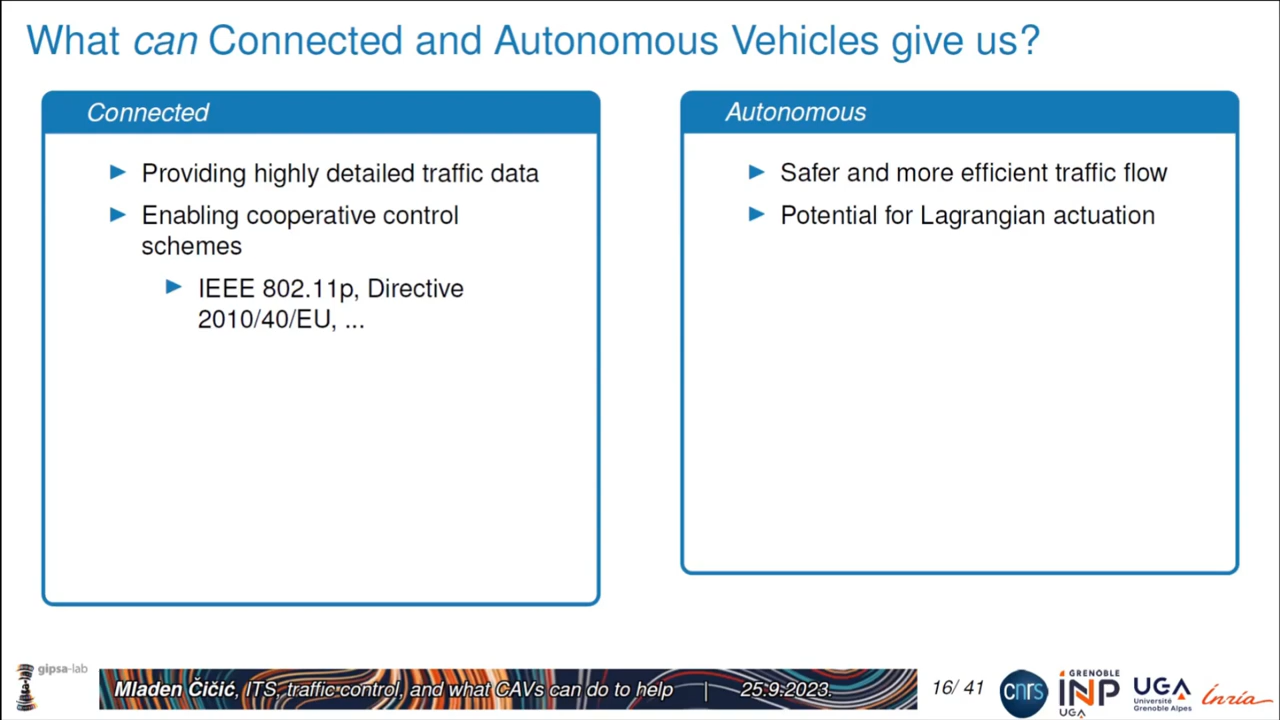 What can Connected and Autonomous Vehicles give us?
Connected
Providing highly detailed traffic data
Enabling cooperative control
schemes
IEEE 802.11p, Directive
2010/40/EU, ...
Autonomous
Safer and more efficient traffic flow
Potential for Lagrangian actuation
gipsa-lab
Mladen Čičić, ITS, traffic control, and what CAVs can do to help | 25.9.2023.
16/ 41
cnrs
GRENOBLE
INP
UGA
UGA
Université
Grenoble Alpes
Inria